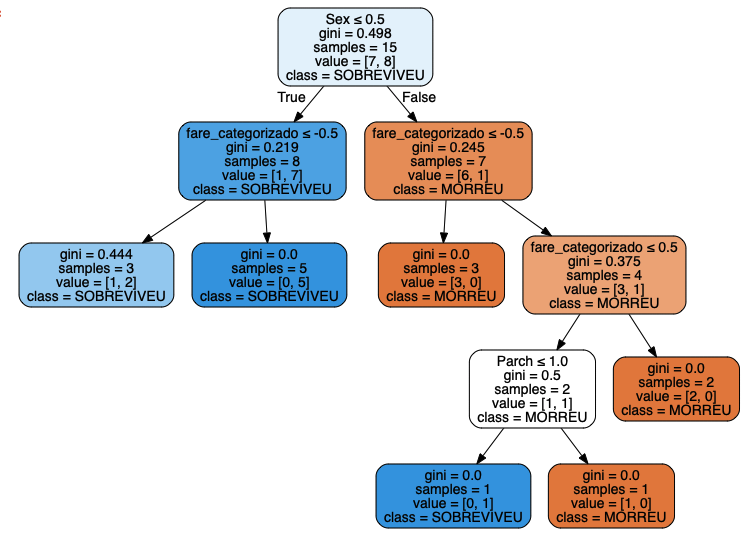 Sex ≤ 0.5
gini = 0.498
samples = 15
value = [7, 8]
class = SOBREVIVEU
True
False
fare_categorizado ≤ -0.5
gini = 0.219
samples = 8
value = [1, 7]
class = SOBREVIVEU
fare_categorizado ≤ -0.5
gini = 0.245
samples = 7
value = [6, 1]
class = MORREU
gini = 0.444
samples = 3
value = [1, 2]
class = SOBREVIVEU
gini = 0.0
samples = 5
value = [0, 5]
class = SOBREVIVEU
gini = 0.0
samples = 3
value = [3, 0]
class = MORREU
fare_categorizado ≤ 0.5
gini = 0.375
samples = 4
value = [3, 1]
class = MORREU
Parch ≤ 1.0
gini = 0.5
samples = 2
value = [1, 1]
class = MORREU
gini = 0.0
samples = 2
value = [2, 0]
class = MORREU
gini = 0.0
samples = 1
value = [0, 1]
class = SOBREVIVEU
gini = 0.0
samples = 1
value = [1, 0]
class = MORREU